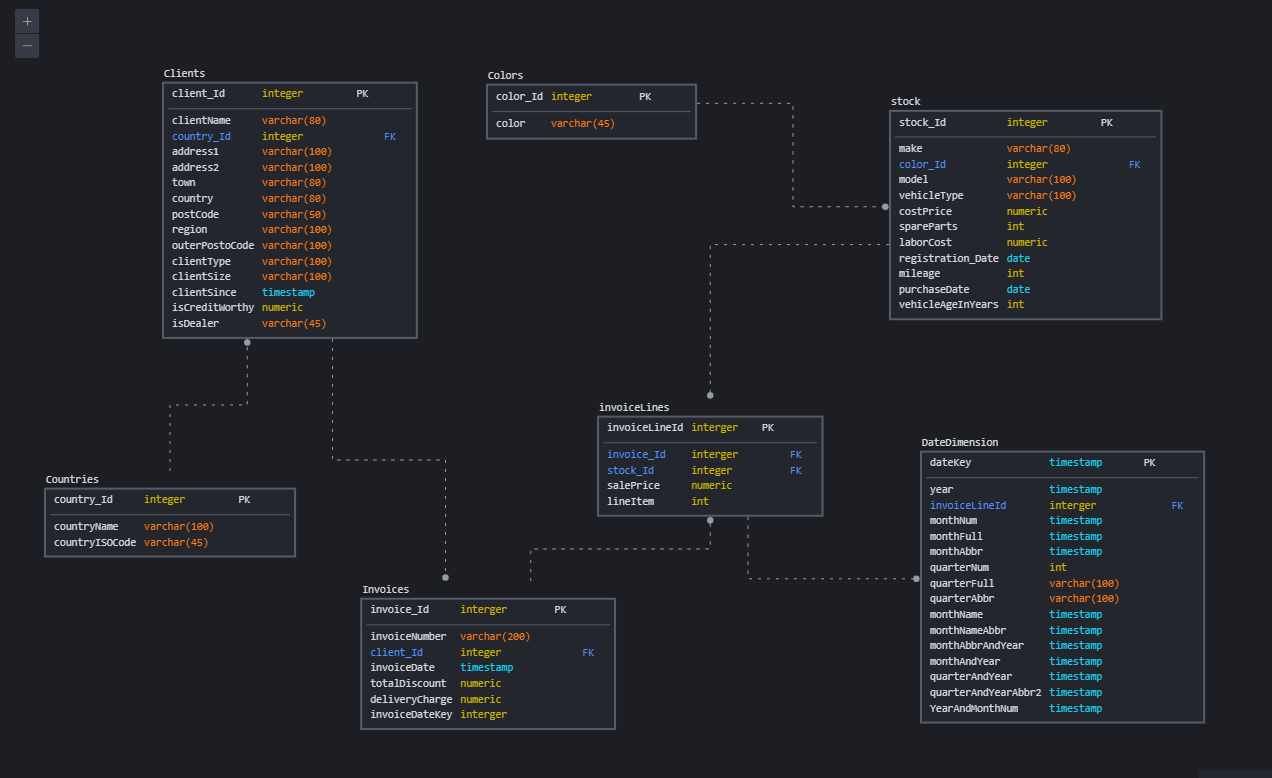 +
−
Clients
client_Id integer PK
clientName varchar(80)
country_Id integer FK
address1 varchar(100)
address2 varchar(100)
town varchar(80)
country varchar(80)
postCode varchar(50)
region varchar(100)
outerPostoCode varchar(100)
clientType varchar(100)
clientSize varchar(100)
clientSince timestamp
isCreditWorthy numeric
isDealer varchar(45)
Colors
color_Id integer PK
color varchar(45)
stock
stock_Id integer PK
make varchar(80)
color_Id integer FK
model varchar(100)
vehicleType varchar(100)
costPrice numeric
spareParts int
laborCost numeric
registration_Date date
mileage int
purchaseDate date
vehicleAgeInYears int
Countries
country_Id integer PK
countryName varchar(100)
countryISOCode varchar(45)
invoiceLines
invoiceLineId interger PK
invoice_Id interger FK
stock_Id integer FK
salePrice numeric
lineItem int
DateDimension
dateKey timestamp PK
year timestamp
invoiceLineId interger FK
monthNum timestamp
monthFull timestamp
monthAbbr timestamp
quarterNum int
quarterFull varchar(100)
quarterAbbr varchar(100)
monthName timestamp
monthNameAbbr timestamp
monthAbbrAndYear timestamp
monthAndYear timestamp
quarterAndYear timestamp
quarterAndYearAbbr2 timestamp
YearAndMonthNum timestamp
Invoices
invoice_Id interger PK
invoiceNumber varchar(200)
client_Id integer FK
invoiceDate timestamp
totalDiscount numeric
deliveryCharge numeric
invoiceDateKey interger